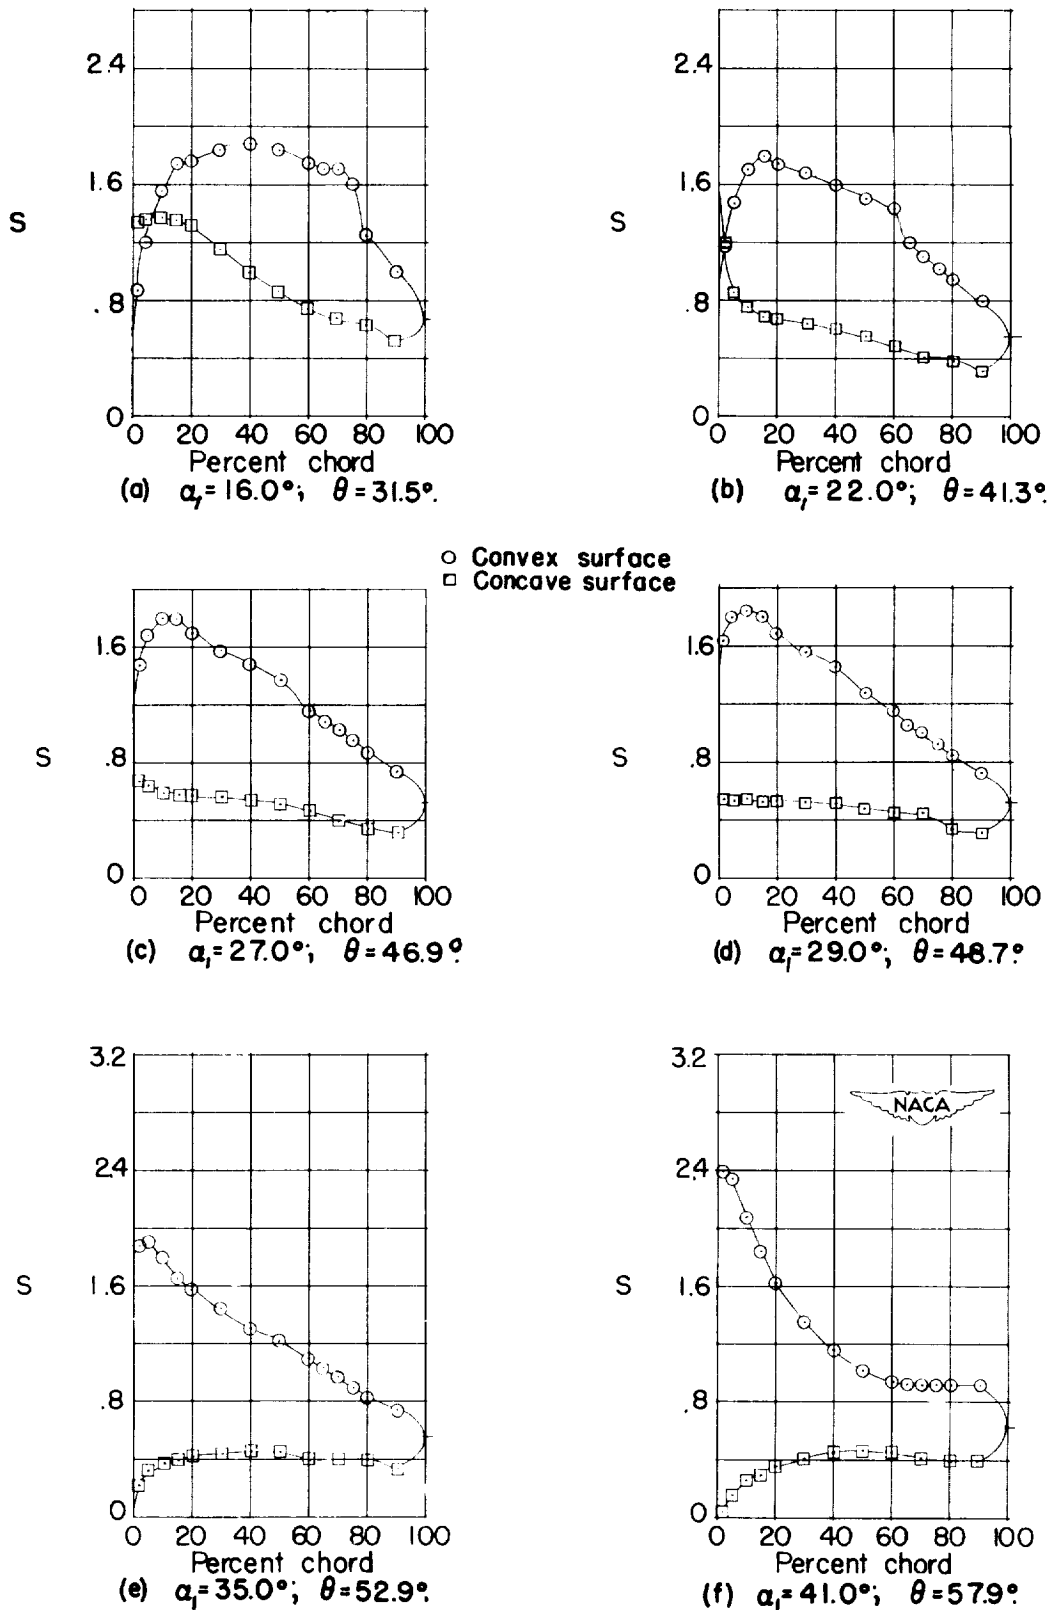 2.4
1.6
.8
0
S
0 20 40 60 80 100
Percent chord
(a) α₁=16.0°; θ=31.5°.
2.4
1.6
.8
0
S
0 20 40 60 80 100
Percent chord
(b) α₁=22.0°; θ=41.3°.
Convex surface
Concave surface
1.6
.8
0
S
0 20 40 60 80 100
Percent chord
(c) α₁=27.0°; θ=46.9°.
1.6
.8
0
S
0 20 40 60 80 100
Percent chord
(d) α₁=29.0°; θ=48.7°.
3.2
2.4
1.6
.8
0
S
0 20 40 60 80 100
Percent chord
(e) α₁=35.0°; θ=52.9°.
NACA
3.2
2.4
1.6
.8
0
S
0 20 40 60 80 100
Percent chord
(f) α₁=41.0°; θ=57.9°.